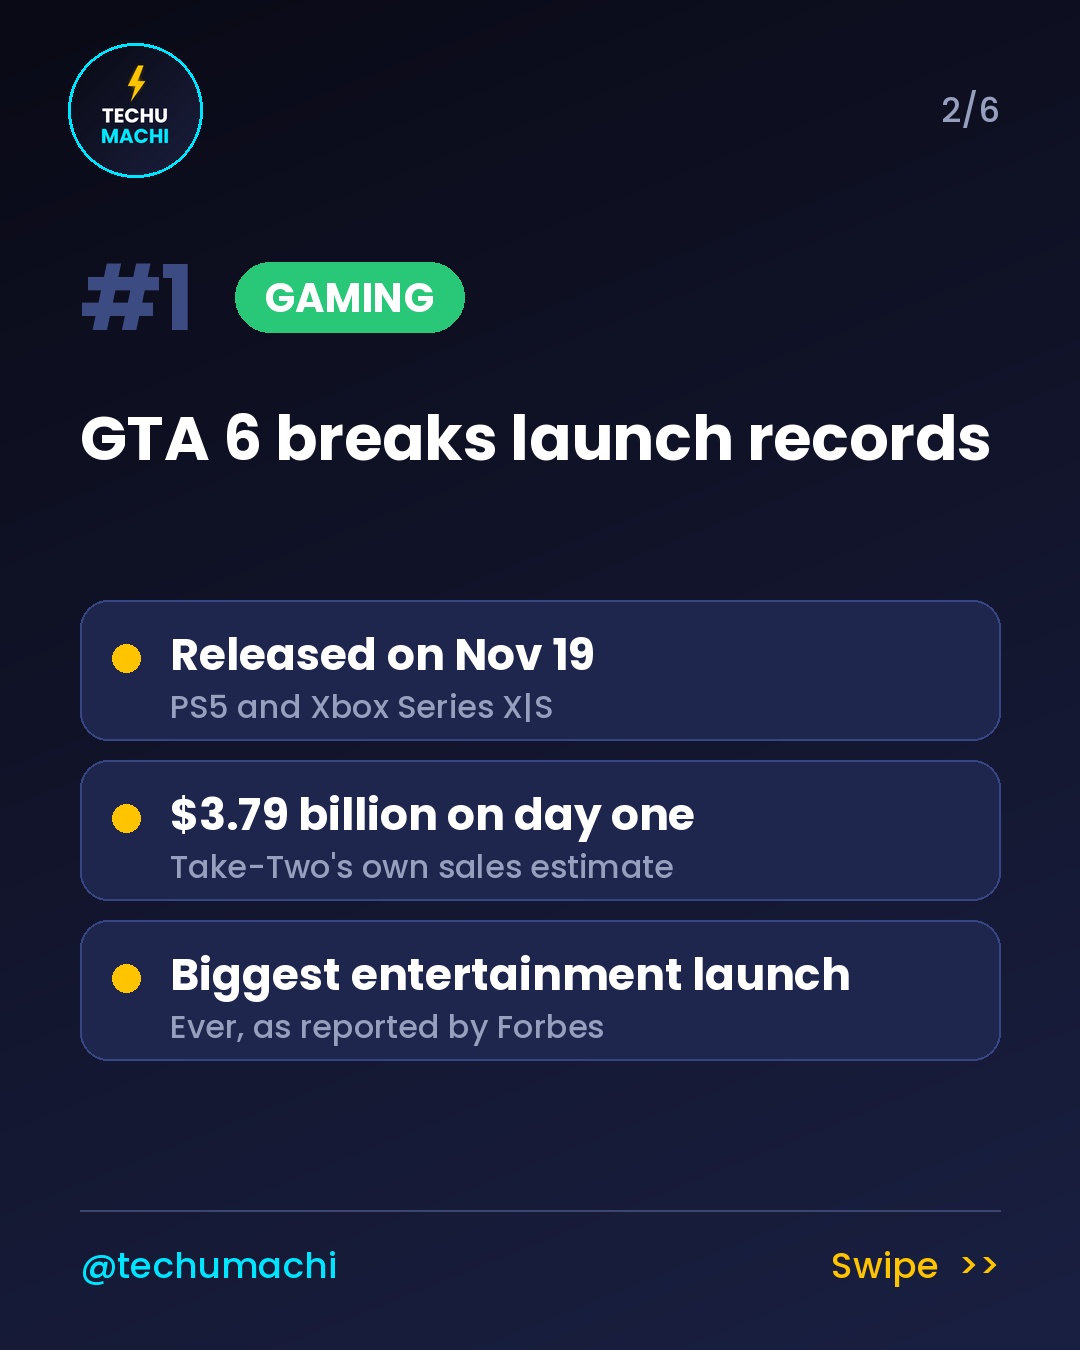 TECHU
MACHI
2/6
#1
GAMING
GTA 6 breaks launch records
Released on Nov 19
PS5 and Xbox Series X|S
$3.79 billion on day one
Take-Two's own sales estimate
Biggest entertainment launch
Ever, as reported by Forbes
@techumachi
Swipe >>